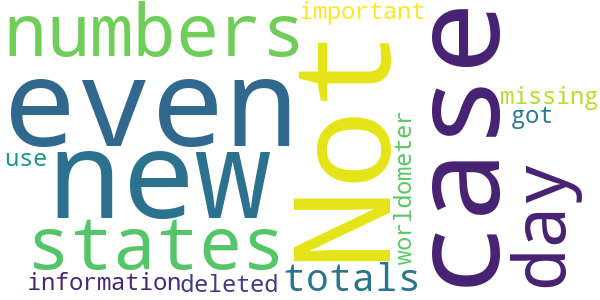 numbers
important
even
Not
case
missing
got
new
use
worldometer
day
states
information
deleted
totals